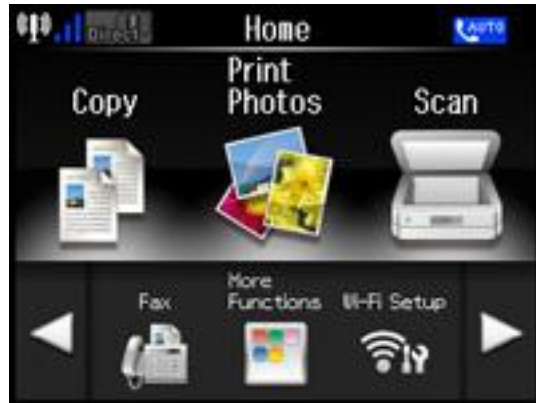 Direct
Home
AUTO
Copy
Print
Photos
Scan
Fax
More
Functions
Wi-Fi Setup